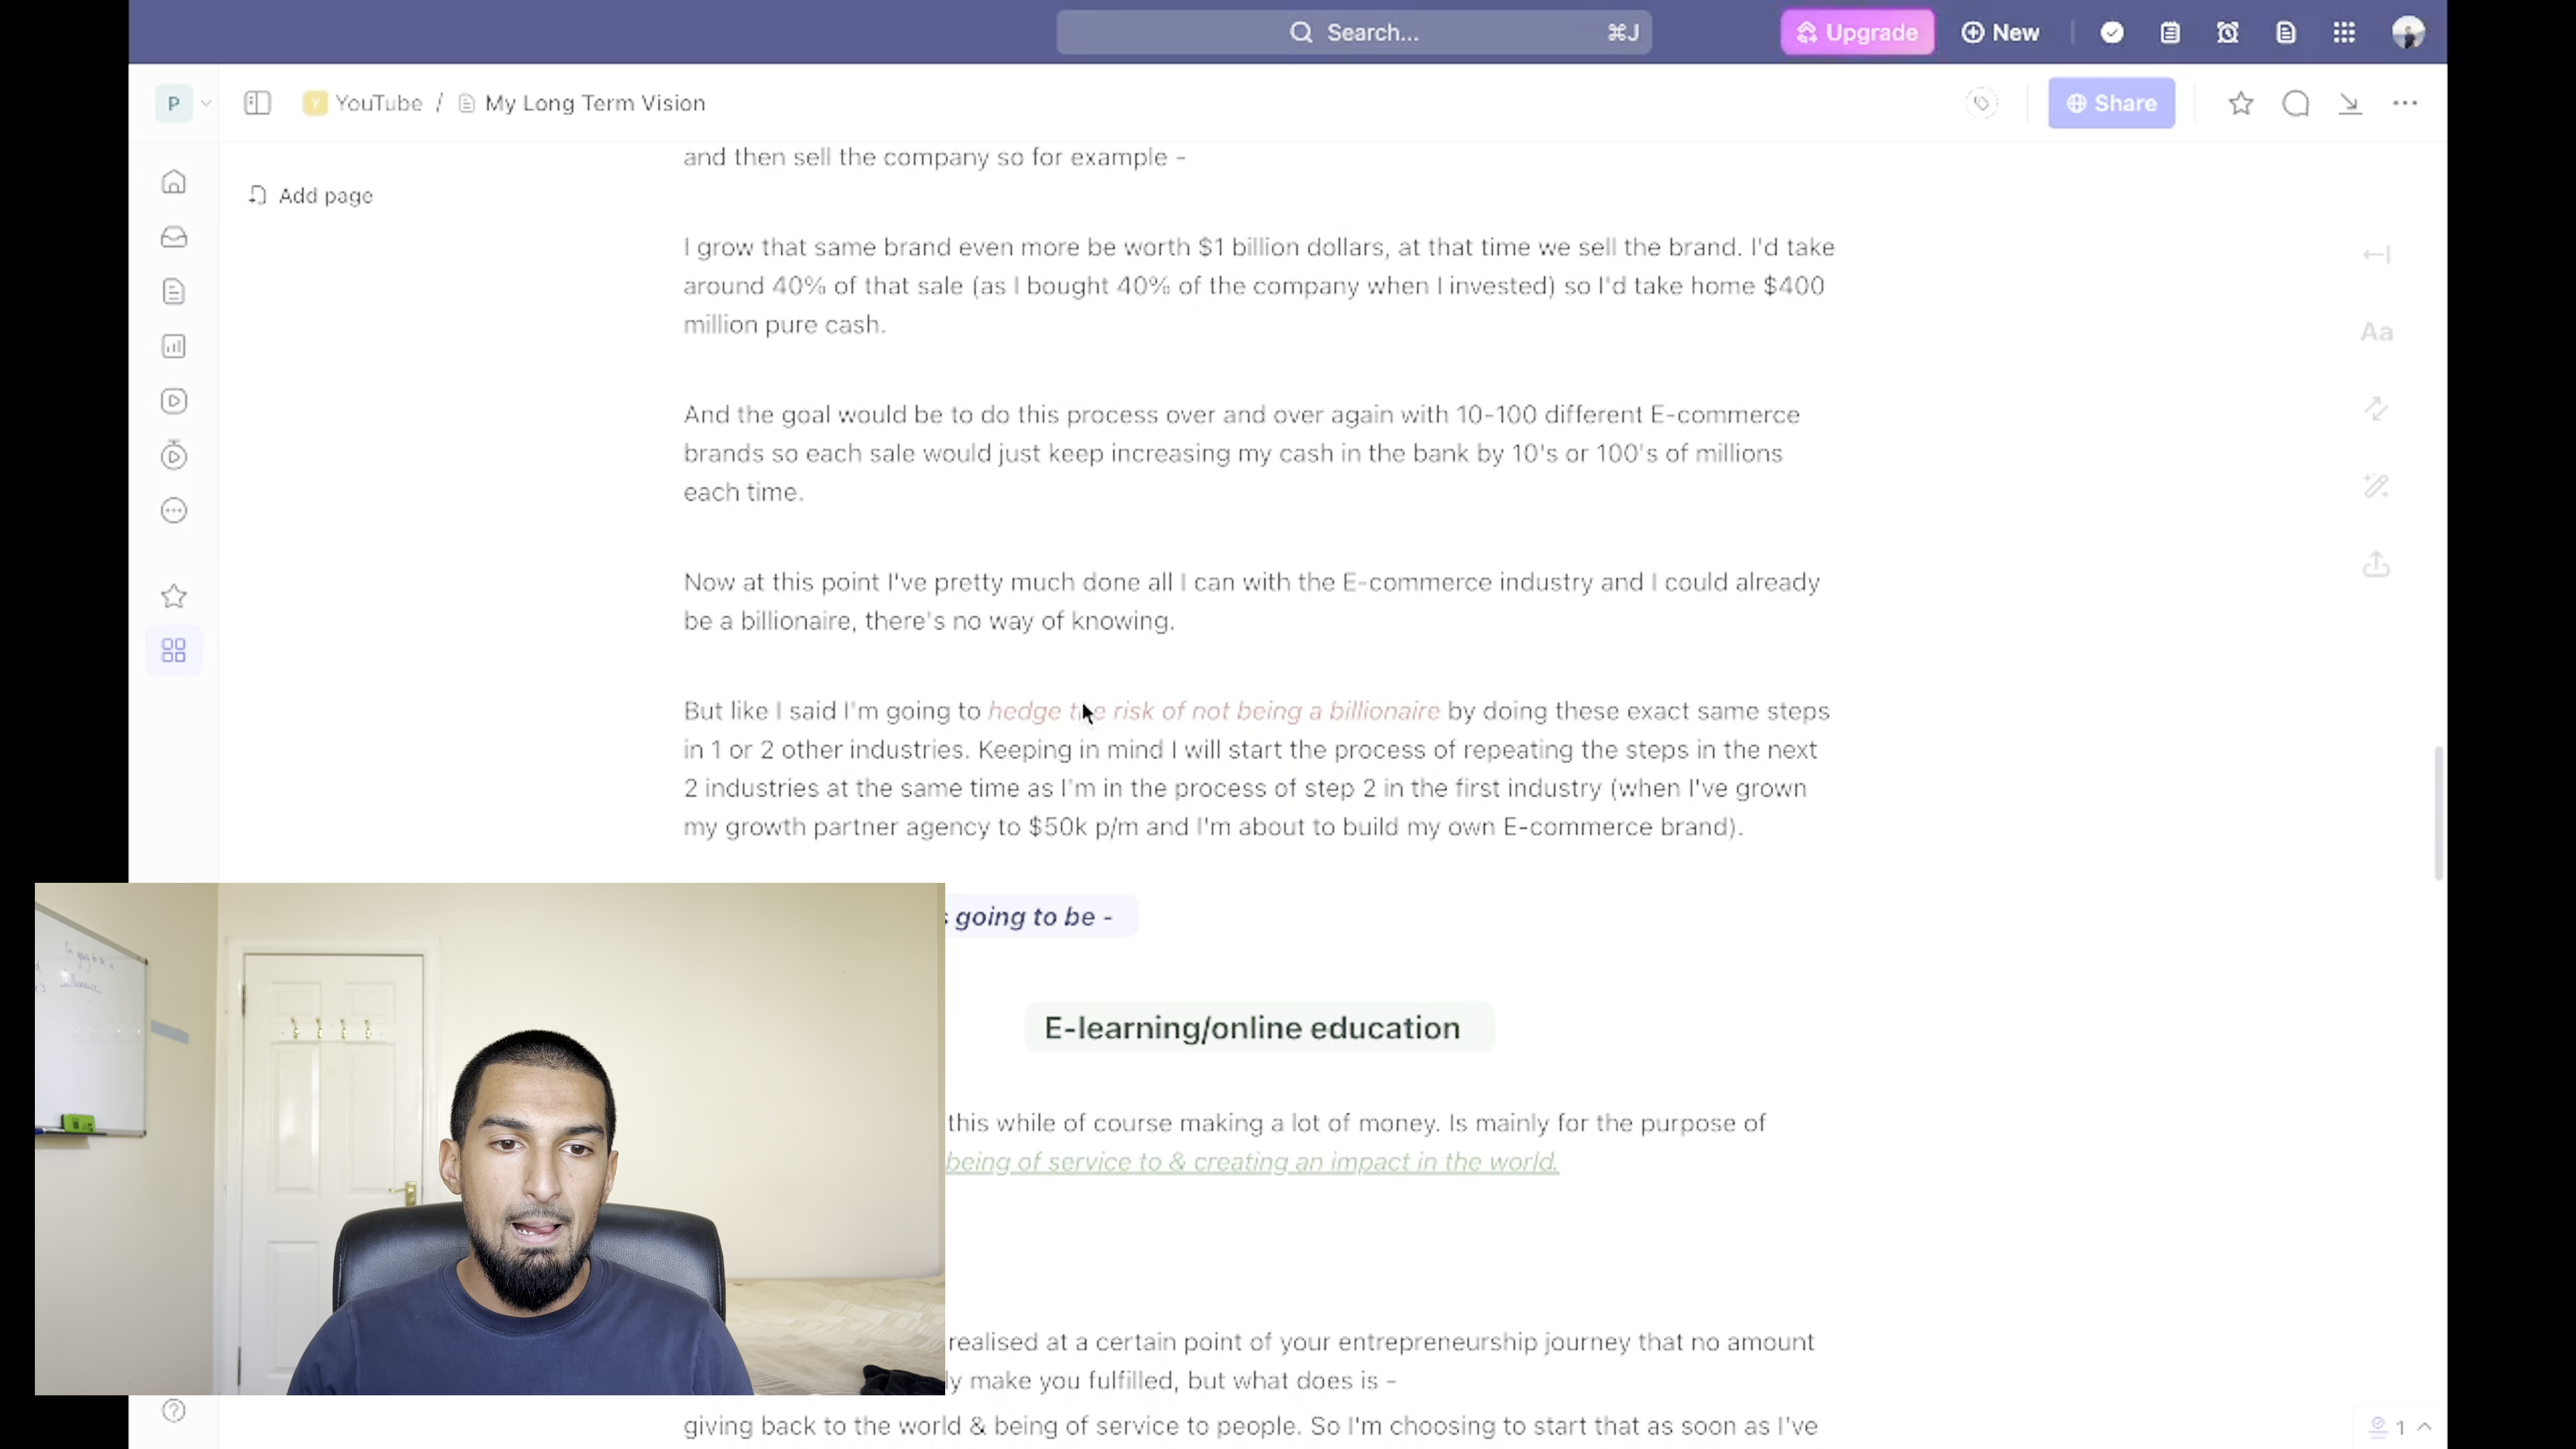 Search... ⌘J
Upgrade
New
P
YouTube / My Long Term Vision
Share
Add page
and then sell the company so for example -
I grow that same brand even more be worth $1 billion dollars, at that time we sell the brand. I'd take
around 40% of that sale (as I bought 40% of the company when I invested) so I'd take home $400
million pure cash.
And the goal would be to do this process over and over again with 10-100 different E-commerce
brands so each sale would just keep increasing my cash in the bank by 10's or 100's of millions
each time.
Now at this point I've pretty much done all I can with the E-commerce industry and I could already
be a billionaire, there's no way of knowing.
But like I said I'm going to hedge the risk of not being a billionaire by doing these exact same steps
in 1 or 2 other industries. Keeping in mind I will start the process of repeating the steps in the next
2 industries at the same time as I'm in the process of step 2 in the first industry (when I've grown
my growth partner agency to $50k p/m and I'm about to build my own E-commerce brand).
going to be -
E-learning/online education
this while of course making a lot of money. Is mainly for the purpose of
being of service to & creating an impact in the world.
realised at a certain point of your entrepreneurship journey that no amount
make you fulfilled, but what does is -
giving back to the world & being of service to people. So I'm choosing to start that as soon as I've
Aa
1
I'm going to be a